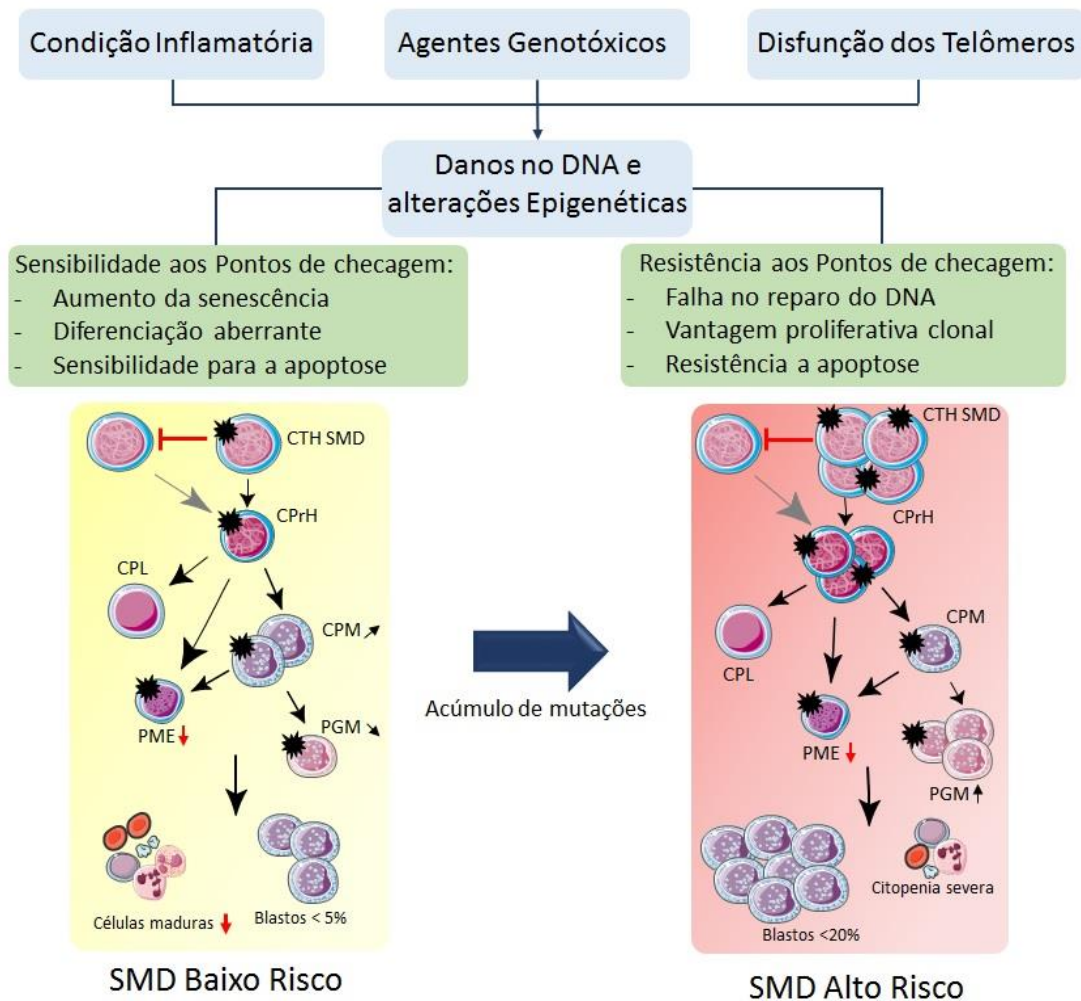 Condição Inflamatória
Agentes Genotóxicos
Disfunção dos Telômeros
Danos no DNA e
alterações Epigenéticas
Sensibilidade aos Pontos de checagem:
- Aumento da senescência
- Diferenciação aberrante
- Sensibilidade para a apoptose
Resistência aos Pontos de checagem:
- Falha no reparo do DNA
- Vantagem proliferativa clonal
- Resistência a apoptose
CTH SMD
CPrH
CPL
CPM
PME
PGM
Células maduras
Blastos < 5%
SMD Baixo Risco
Acúmulo de mutações
CTH SMD
CPrH
CPL
CPM
PME
PGM
Citopenia severa
Blastos <20%
SMD Alto Risco